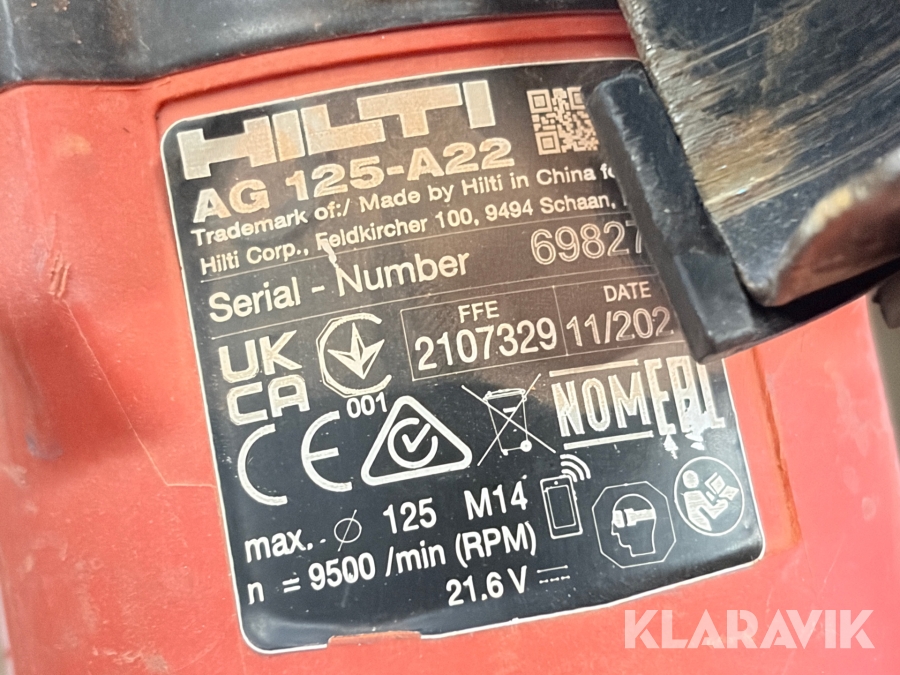 HILTI
AG 125-A22
Trademark of:/ Made by Hilti in China
Hilti Corp., Feldkircher 100, 9494 Schaan,
Serial - Number 69827
FFE DATE
2107329 11/202
UK
CA
001
CE
NOM
max. ⌀ 125 M14
n = 9500 /min (RPM)
21.6 V
KLARAVIK